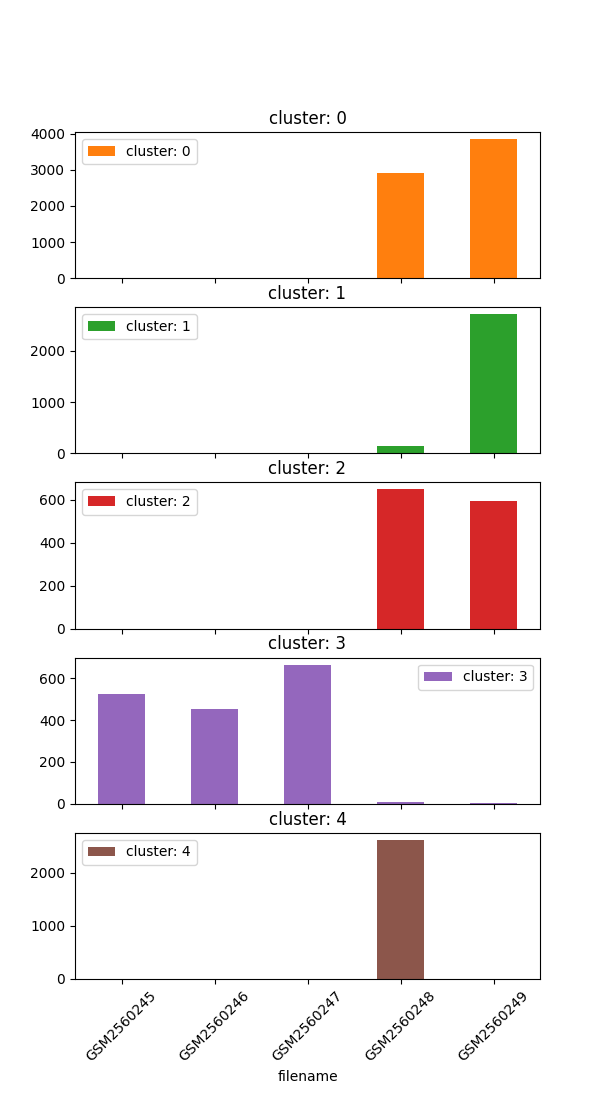 cluster: 0
4000
3000
2000
1000
0
cluster: 0
cluster: 1
2000
1000
0
cluster: 1
cluster: 2
600
400
200
0
cluster: 2
cluster: 3
600
400
200
0
cluster: 3
cluster: 4
2000
1000
0
cluster: 4
GSM2560245
GSM2560246
GSM2560247
GSM2560248
GSM2560249
filename